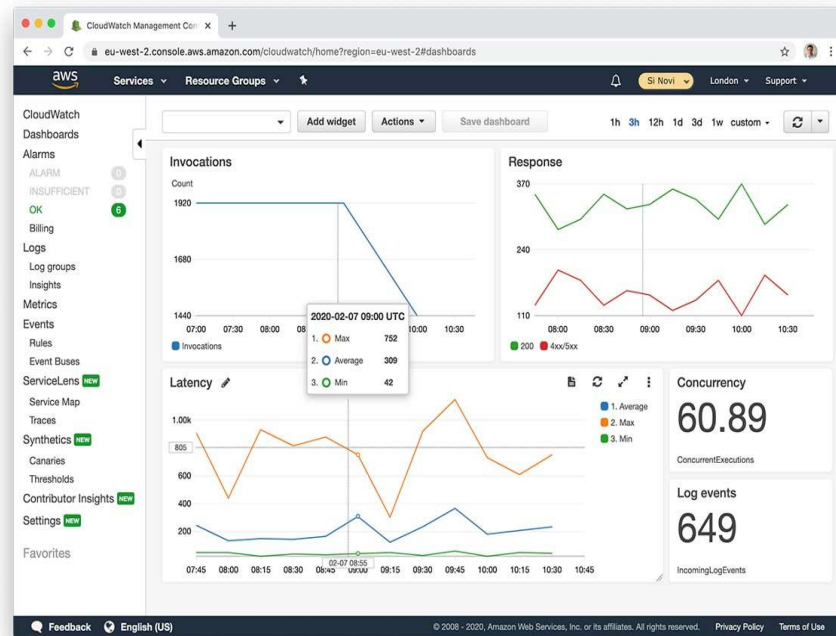 CloudWatch Management Con
eu-west-2.console.aws.amazon.com/cloudwatch/home?region=eu-west-2#dashboards
aws Services Resource Groups Si Novi London Support
CloudWatch
Dashboards
Alarms
ALARM 0
INSUFFICIENT 0
OK 6
Billing
Logs
Log groups
Insights
Metrics
Events
Rules
Event Buses
ServiceLens NEW
Service Map
Traces
Synthetics NEW
Canaries
Thresholds
Contributor Insights NEW
Settings NEW
Favorites
Add widget Actions Save dashboard 1h 3h 12h 1d 3d 1w custom
Invocations
Count
1920
1680
1440
07:00 07:30 08:00 10:00 10:30
Invocations
2020-02-07 09:00 UTC
1. Max 752
2. Average 309
3. Min 42
Response
370
240
110
08:00 08:30 09:00 09:30 10:00 10:30
200 4xx/5xx
Latency
1.00k
805
600
400
200
07:45 08:00 08:15 08:30 08:45 09:00 09:15 09:30 09:45 10:00 10:15 10:30 10:45
02-07 08:55
1. Average
2. Max
3. Min
Concurrency
60.89
ConcurrentExecutions
Log events
649
IncomingLogEvents
Feedback English (US) © 2008 - 2020, Amazon Web Services, Inc. or its affiliates. All rights reserved. Privacy Policy Terms of Use